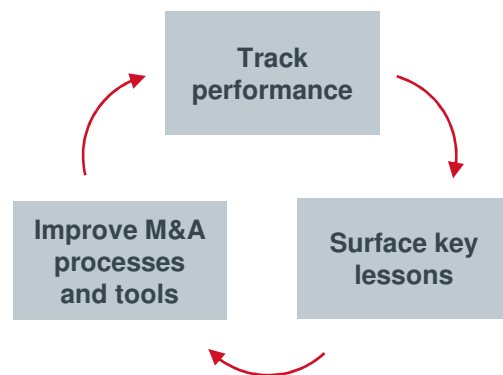 Track
performance
Surface key
lessons
Improve M&A
processes
and tools